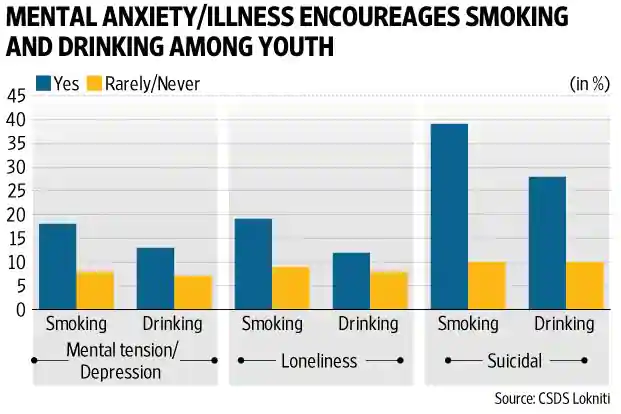 MENTAL ANXIETY/ILLNESS ENCOUREAGES SMOKING
AND DRINKING AMONG YOUTH
Yes Rarely/Never (in %)
45
40
35
30
25
20
15
10
5
0
Smoking Drinking Smoking Drinking Smoking Drinking
Mental tension/
Depression
Loneliness
Suicidal
Source: CSDS Lokniti